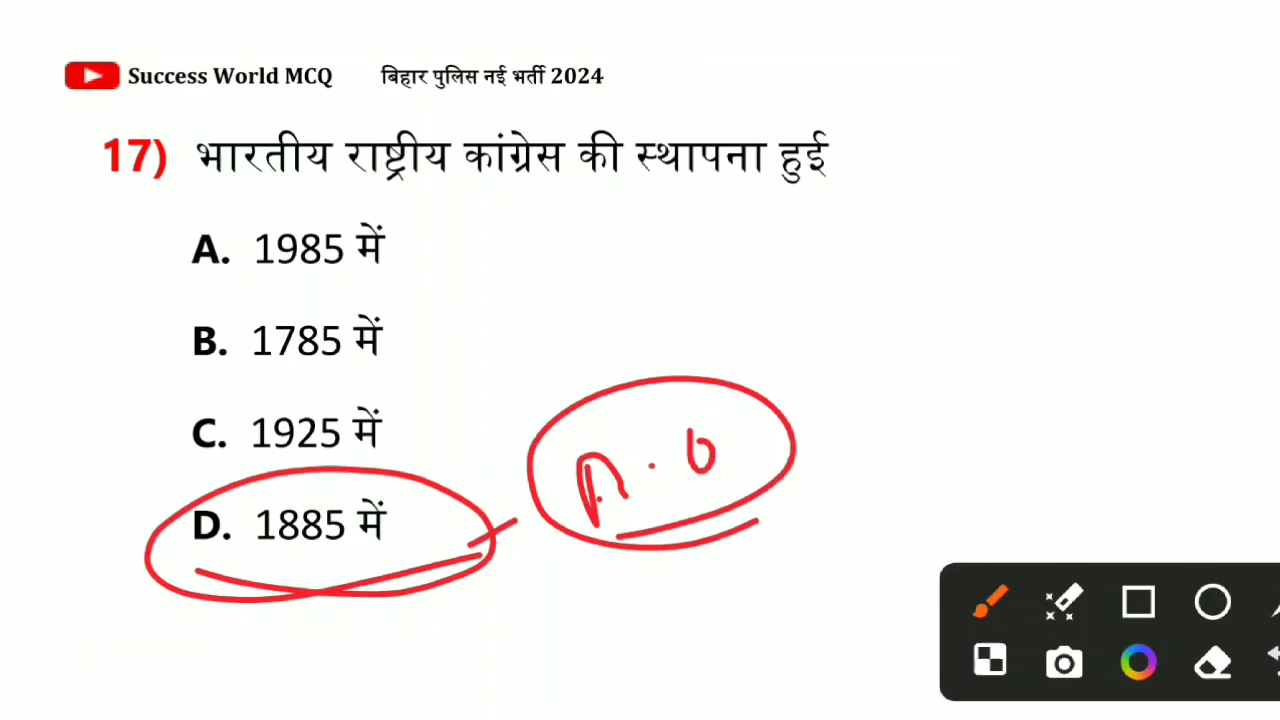 Success World MCQ बिहार पुलिस नई भर्ती 2024
17) भारतीय राष्ट्रीय कांग्रेस की स्थापना हुई
A. 1985 में
B. 1785 में
C. 1925 में
D. 1885 में